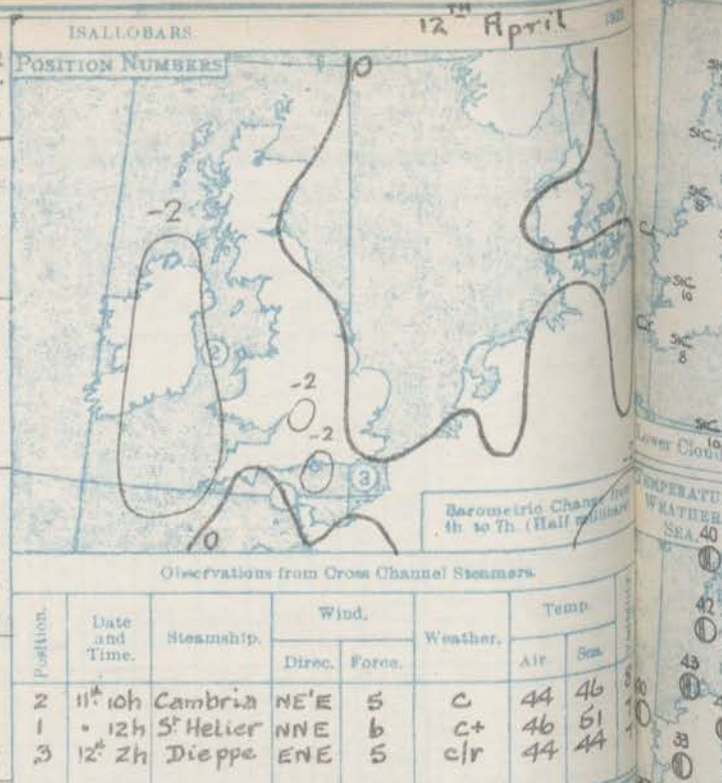 ISALLOBARS.
12TH April
POSITION NUMBERS
0
-2
2
-2
-2
3
0
Barometric Change from
4h to 7h. (Half millibars)
Observations from Cross Channel Steamers.
Position. Date and Time. Steamship. Wind. Weather. Temp.
Direc. Force. Air Sea.
2 11th 10h Cambria NE'E 5 C 44 46
1 " 12h St Helier NNE 6 C+ 46 51
3 12th 2h Dieppe ENE 5 c/r 44 44
Lower Cloud
TEMPERATU
WEATHER
SEA.
40
42
43